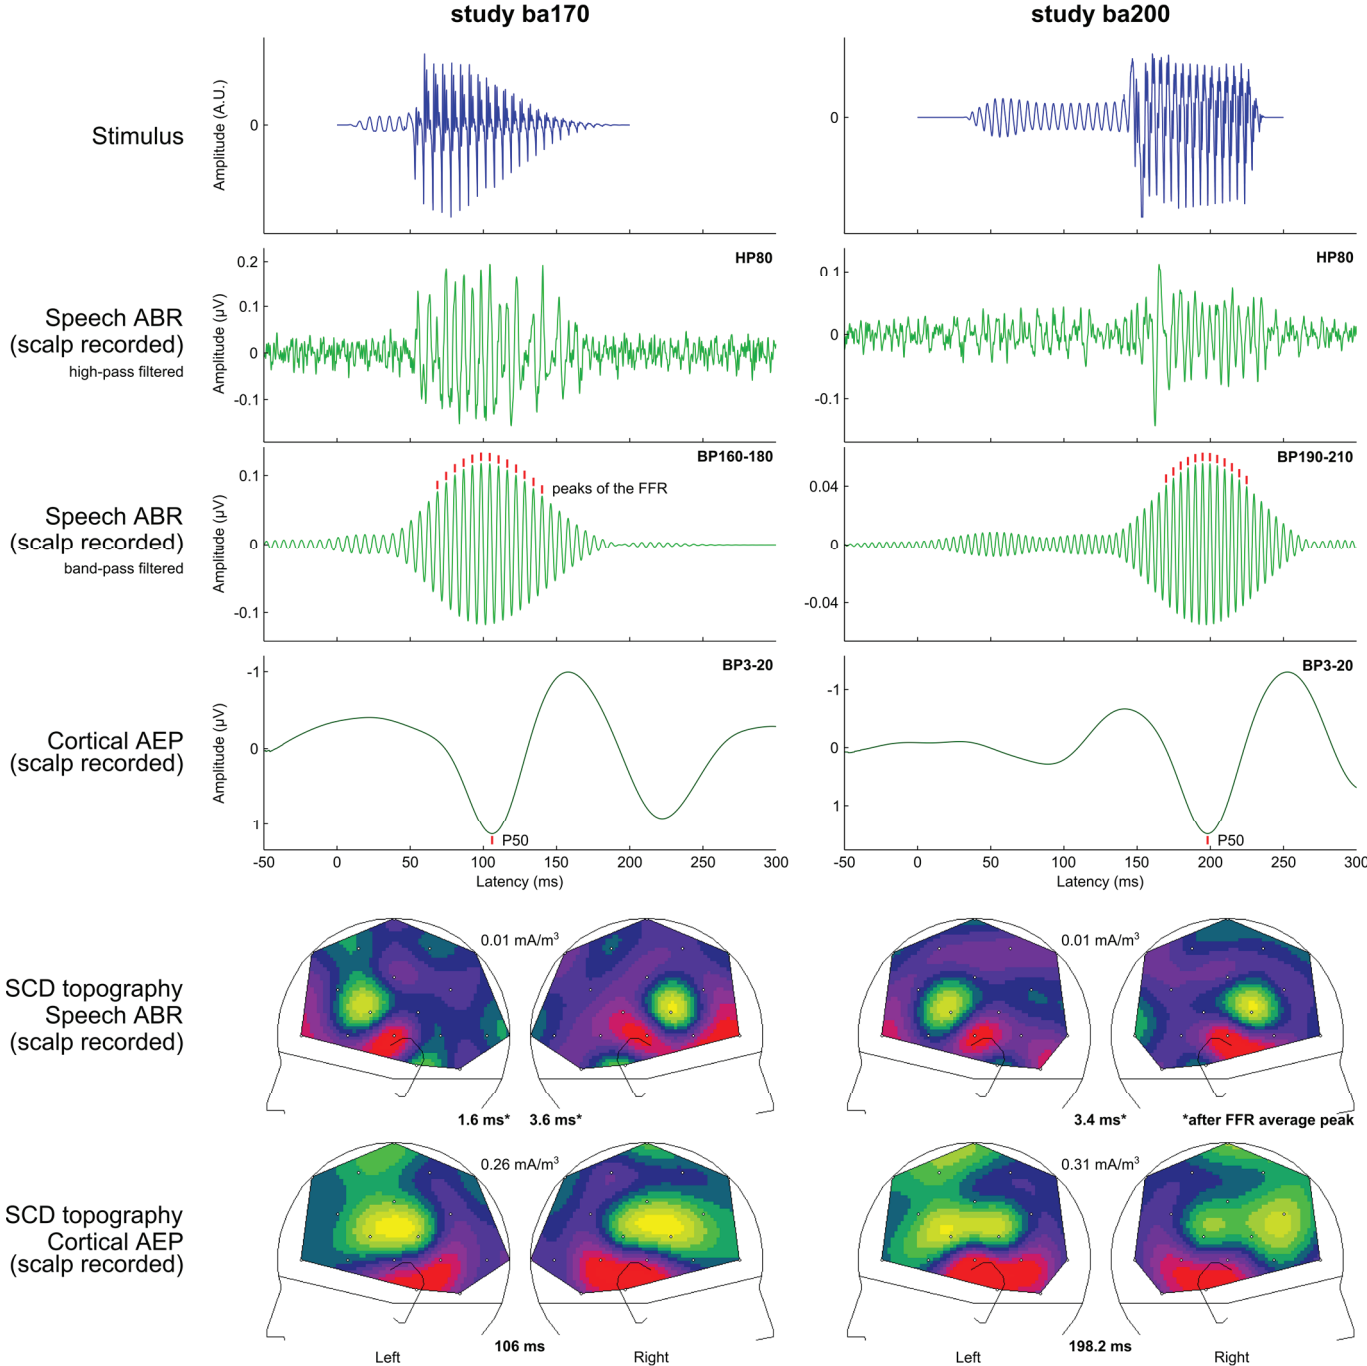 study ba170
study ba200
Stimulus
Amplitude (A.U.)
0
0
Speech ABR
(scalp recorded)
high-pass filtered
Amplitude (µV)
0.2
0.1
0
-0.1
HP80
0.1
0
-0.1
HP80
Speech ABR
(scalp recorded)
band-pass filtered
Amplitude (µV)
0.1
0
-0.1
BP160-180
peaks of the FFR
0.04
0
-0.04
BP190-210
Cortical AEP
(scalp recorded)
Amplitude (µV)
-1
0
1
BP3-20
P50
-1
0
1
BP3-20
P50
-50 0 50 100 150 200 250 300
Latency (ms)
-50 0 50 100 150 200 250 300
Latency (ms)
SCD topography
Speech ABR
(scalp recorded)
0.01 mA/m³
0.01 mA/m³
1.6 ms* 3.6 ms*
3.4 ms* *after FFR average peak
SCD topography
Cortical AEP
(scalp recorded)
0.26 mA/m³
0.31 mA/m³
106 ms
198.2 ms
Left Right
Left Right